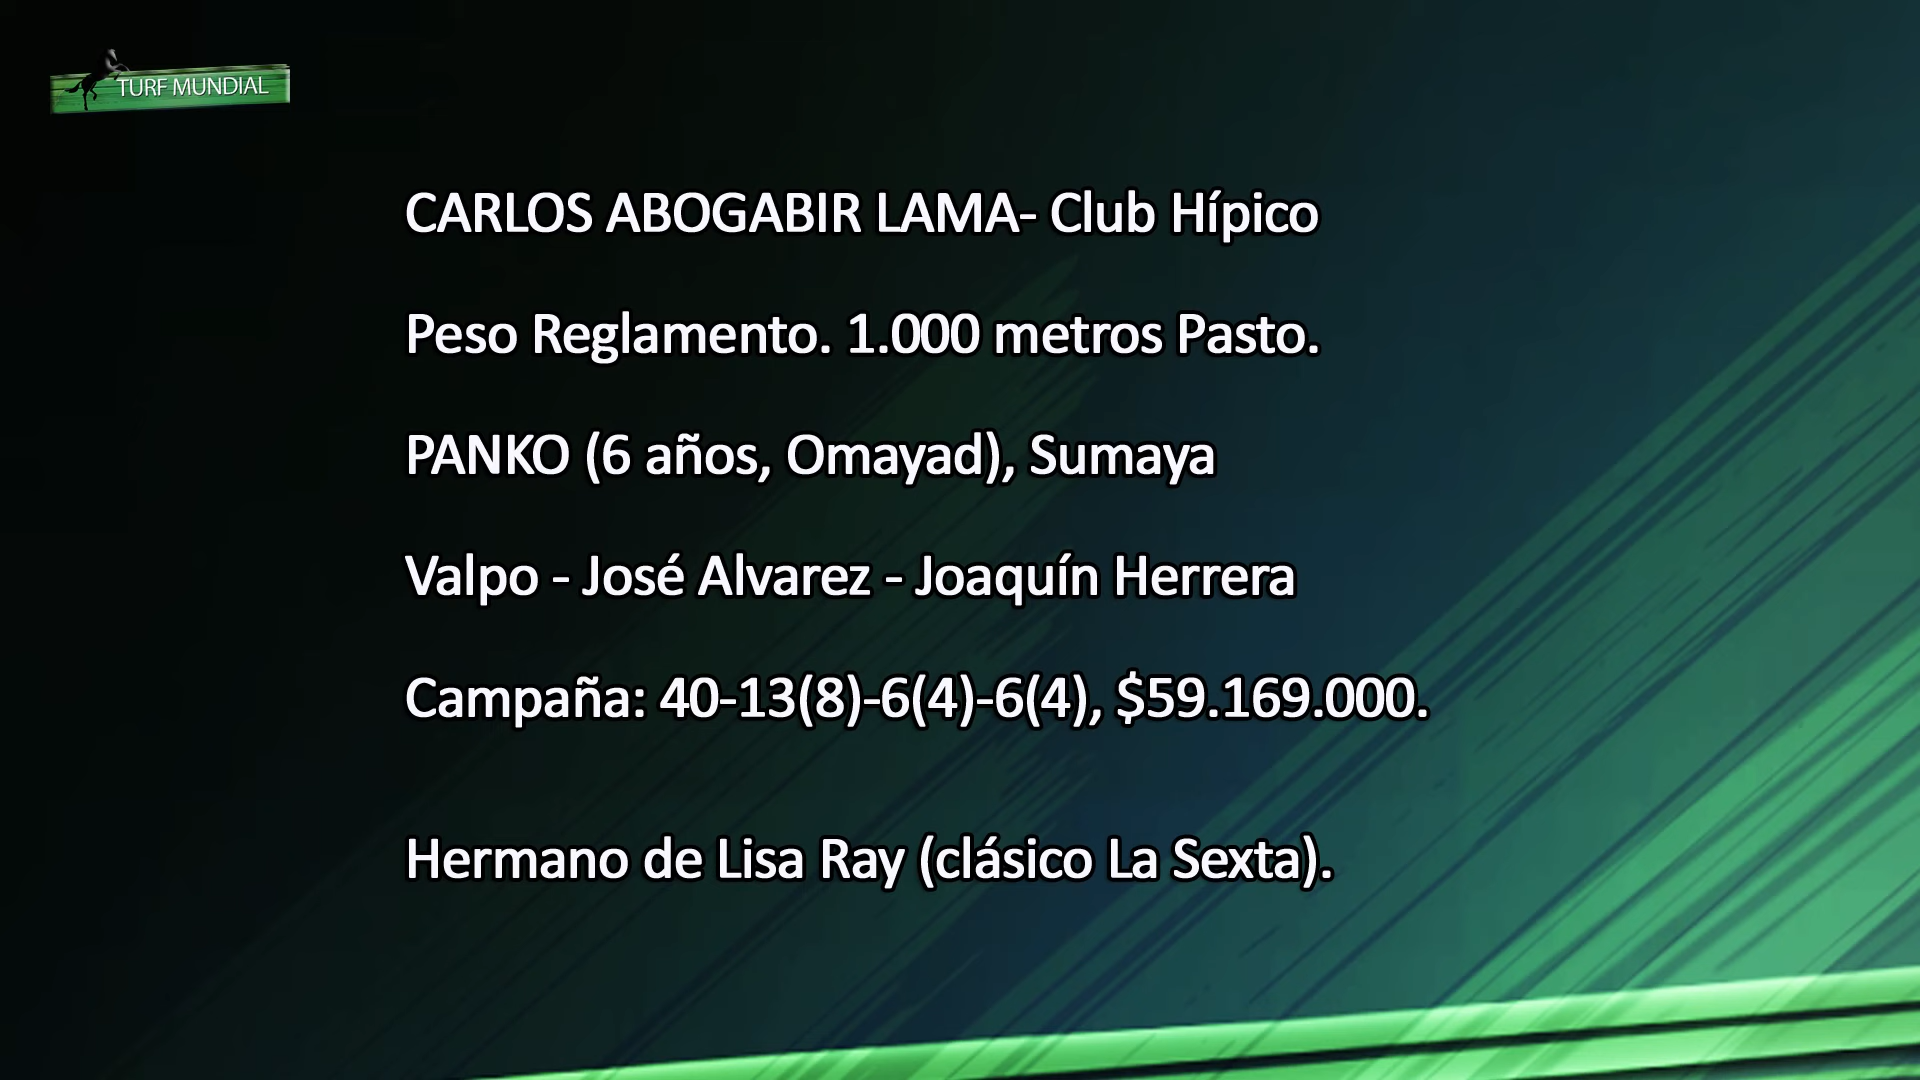 TURF MUNDIAL
CARLOS ABOGABIR LAMA- Club Hípico
Peso Reglamento. 1.000 metros Pasto.
PANKO (6 años, Omayad), Sumaya
Valpo - José Alvarez - Joaquín Herrera
Campaña: 40-13(8)-6(4)-6(4), $59.169.000.
Hermano de Lisa Ray (clásico La Sexta).